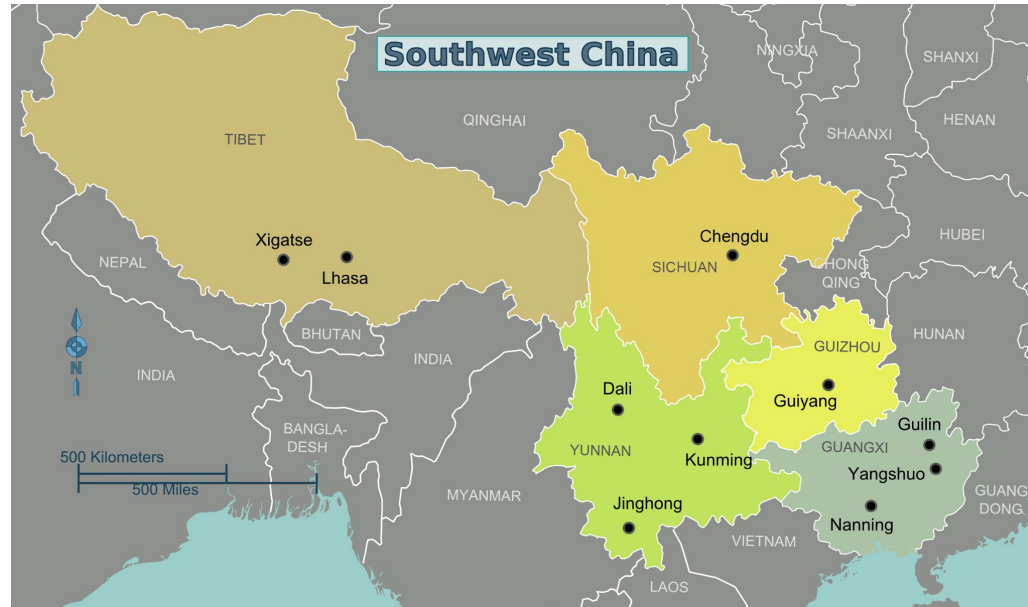 Southwest China
NINGXIA
SHANXI
QINGHAI
HENAN
SHAANXI
TIBET
HUBEI
Xigatse
Chengdu
NEPAL
SICHUAN
CHONG
QING
Lhasa
BHUTAN
HUNAN
GUIZHOU
INDIA
INDIA
N
Dali
Guiyang
Guilin
BANGLA-
DESH
YUNNAN
GUANGXI
500 Kilometers
Kunming
Yangshuo
500 Miles
MYANMAR
Jinghong
GUANG
DONG
Nanning
VIETNAM
LAOS